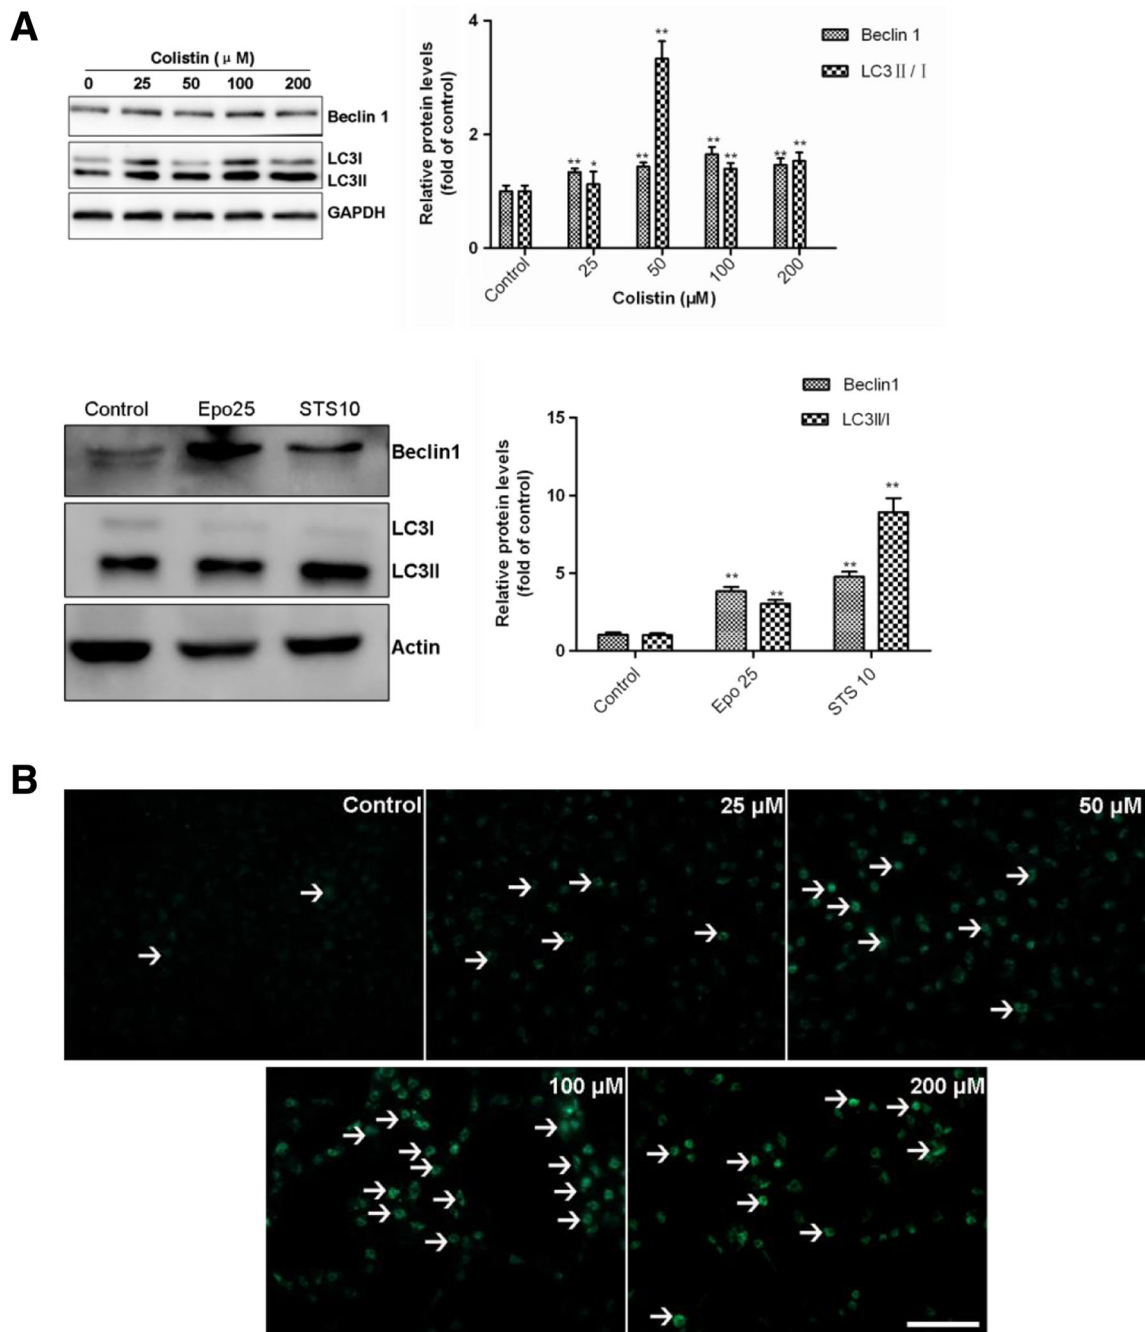 A
Colistin (μ M)
0 25 50 100 200
Beclin 1
LC3I
LC3II
GAPDH
Relative protein levels
(fold of control)
4
2
0
**
** * ** ** ** ** **
Control 25 50 100 200
Colistin (μM)
Beclin 1
LC3 II / I
Control Epo25 STS10
Beclin1
LC3I
LC3II
Actin
Relative protein levels
(fold of control)
15
10
5
0
** ** ** **
Control Epo 25 STS 10
Beclin1
LC3II/I
B
Control 25 μM 50 μM
100 μM 200 μM